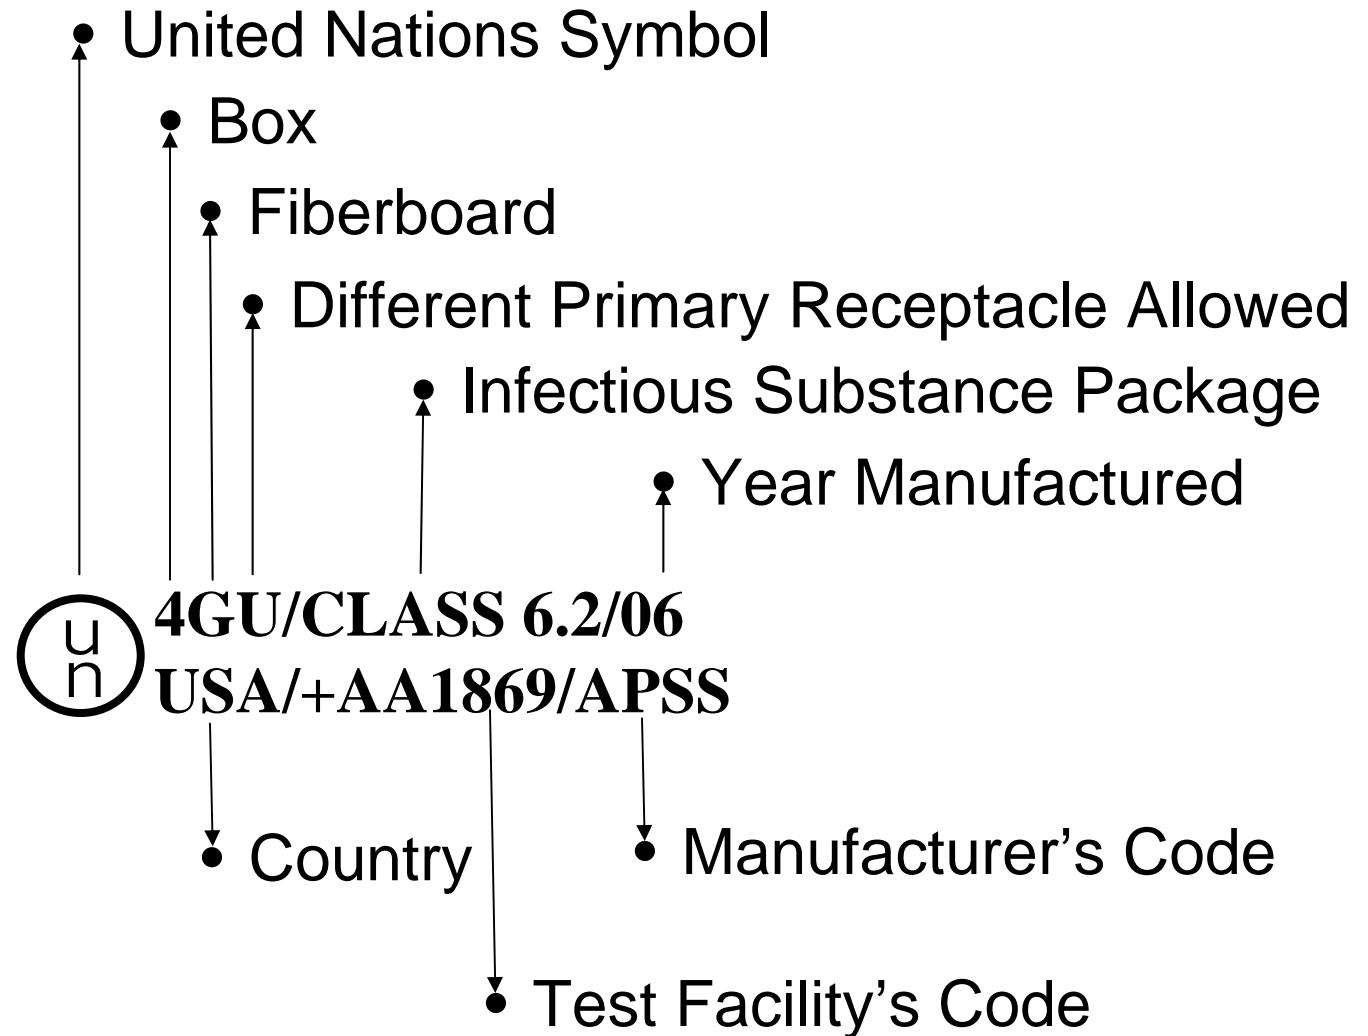 • United Nations Symbol
• Box
• Fiberboard
• Different Primary Receptacle Allowed
• Infectious Substance Package
• Year Manufactured
u
n
4GU/CLASS 6.2/06
USA/+AA1869/APSS
• Country
• Manufacturer’s Code
• Test Facility’s Code